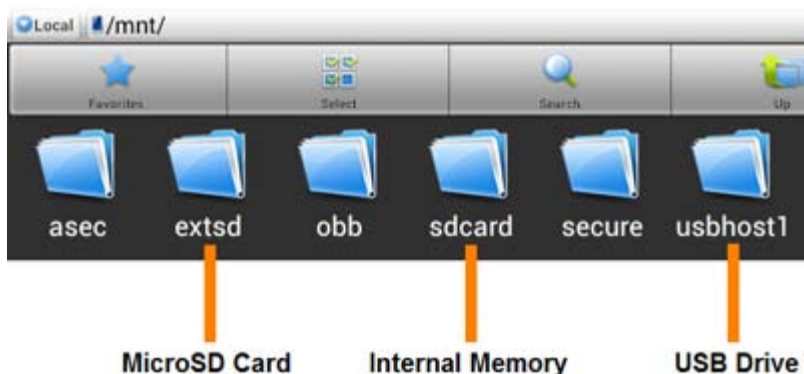 Local /mnt/
Favorites Select Search Up
asec extsd obb sdcard secure usbhost1
MicroSD Card Internal Memory USB Drive